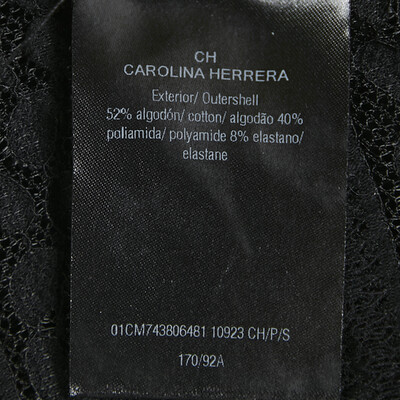 CH
CAROLINA HERRERA
Exterior/ Outershell
52% algodón/ cotton/ algodão 40%
poliamida/ polyamide 8% elastano/
elastane
01CM743806481 10923 CH/P/S
170/92A